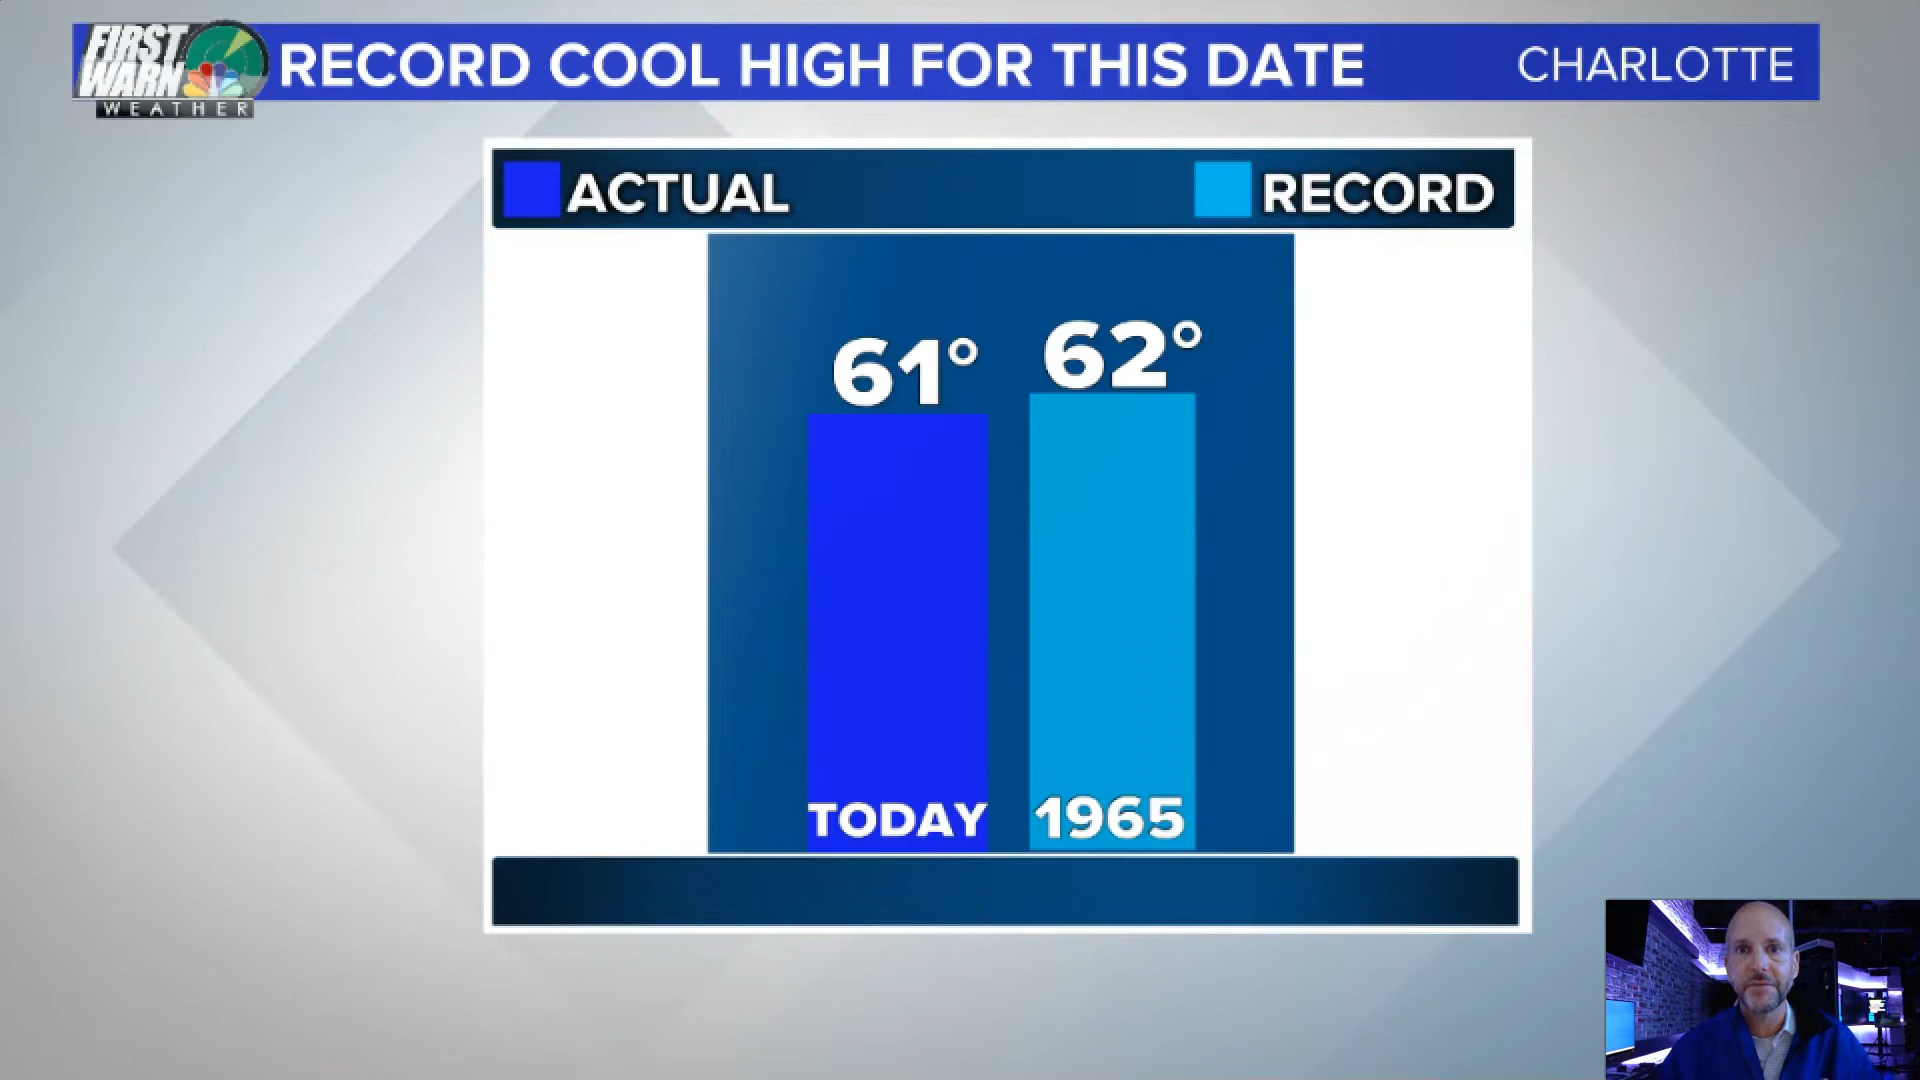 FIRST
WARN
WEATHER
RECORD COOL HIGH FOR THIS DATE
CHARLOTTE
ACTUAL
RECORD
61°
62°
TODAY
1965